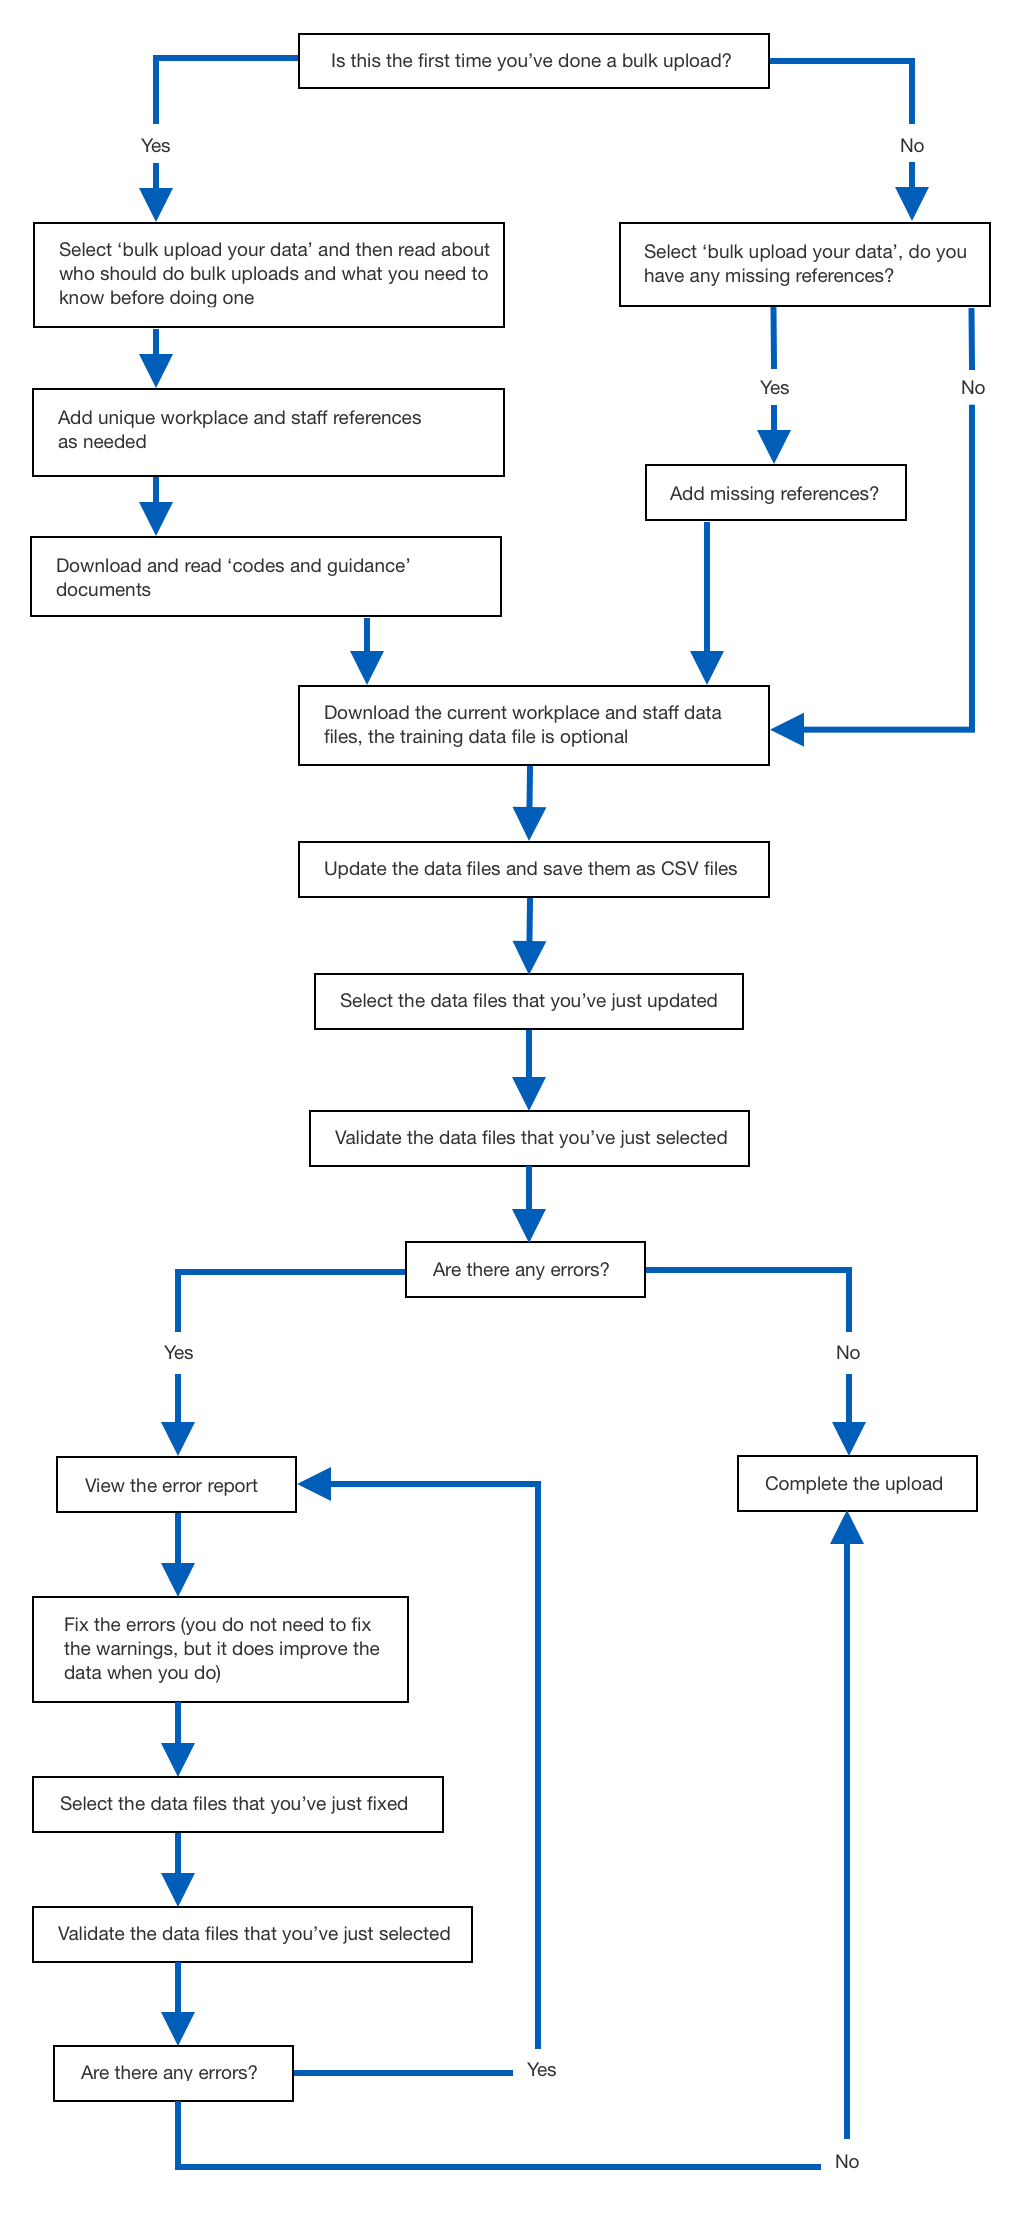 Is this the first time you’ve done a bulk upload?
Yes
No
Select ‘bulk upload your data’ and then read about
who should do bulk uploads and what you need to
know before doing one
Select ‘bulk upload your data’, do you
have any missing references?
Yes
No
Add unique workplace and staff references
as needed
Add missing references?
Download and read ‘codes and guidance’
documents
Download the current workplace and staff data
files, the training data file is optional
Update the data files and save them as CSV files
Select the data files that you’ve just updated
Validate the data files that you’ve just selected
Are there any errors?
Yes
No
View the error report
Complete the upload
Fix the errors (you do not need to fix
the warnings, but it does improve the
data when you do)
Select the data files that you’ve just fixed
Validate the data files that you’ve just selected
Are there any errors?
Yes
No